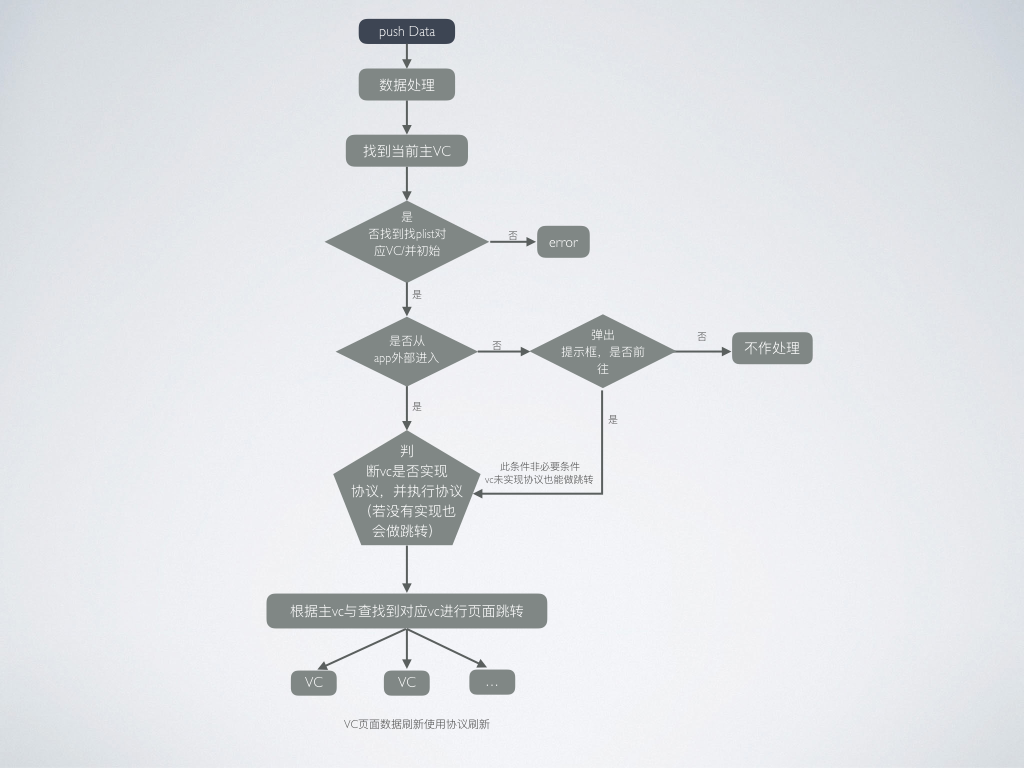 push Data
数据处理
找到当前主VC
是
否找到找plist对
应VC/并初始
否
error
是
是否从
app外部进入
否
弹出
提示框，是否前
往
否
不作处理
是
是
判
断vc是否实现
协议，并执行协议
（若没有实现也
会做跳转）
此条件非必要条件
vc未实现协议也能做跳转
根据主vc与查找到对应vc进行页面跳转
VC
VC
…
VC页面数据刷新使用协议刷新